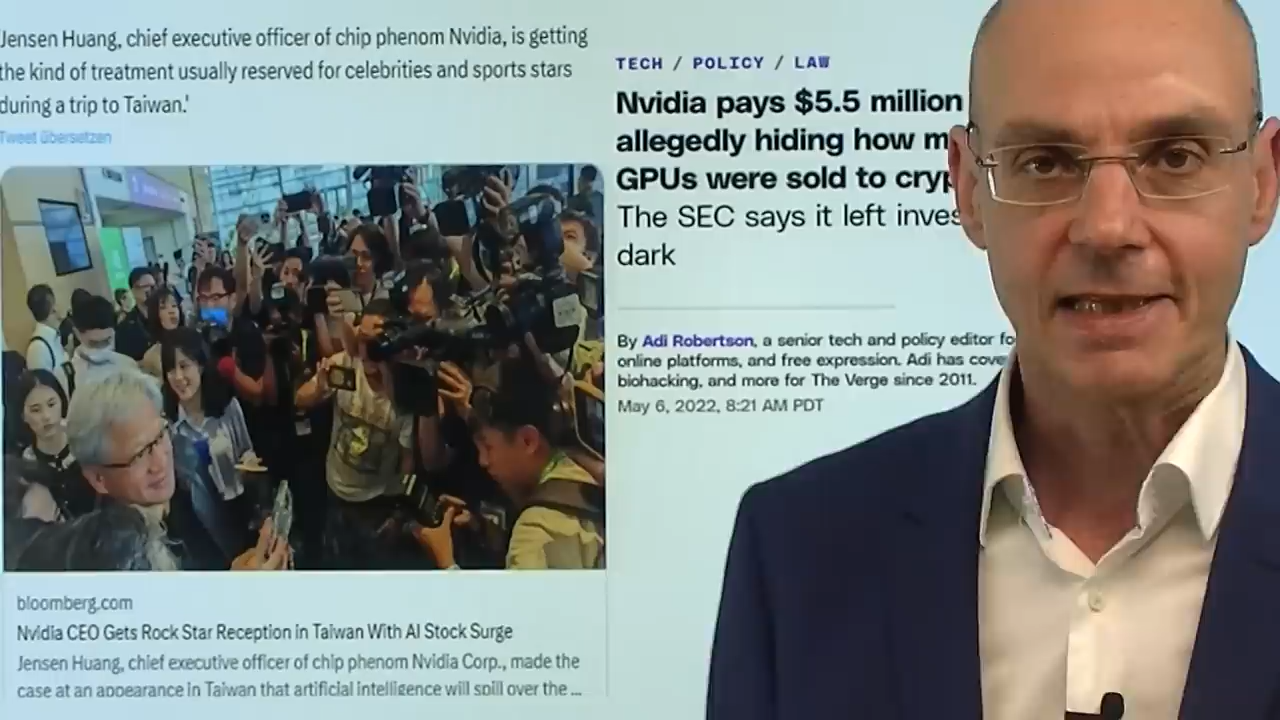 Jensen Huang, chief executive officer of chip phenom Nvidia, is getting
the kind of treatment usually reserved for celebrities and sports stars
during a trip to Taiwan.'
Tweet übersetzen
bloomberg.com
Nvidia CEO Gets Rock Star Reception in Taiwan With AI Stock Surge
Jensen Huang, chief executive officer of chip phenom Nvidia Corp., made the
case at an appearance in Taiwan that artificial intelligence will spill over the ...
TECH / POLICY / LAW
Nvidia pays $5.5 million
allegedly hiding how m
GPUs were sold to cryp
The SEC says it left inves
dark
By Adi Robertson, a senior tech and policy editor fo
online platforms, and free expression. Adi has cove
biohacking, and more for The Verge since 2011.
May 6, 2022, 8:21 AM PDT